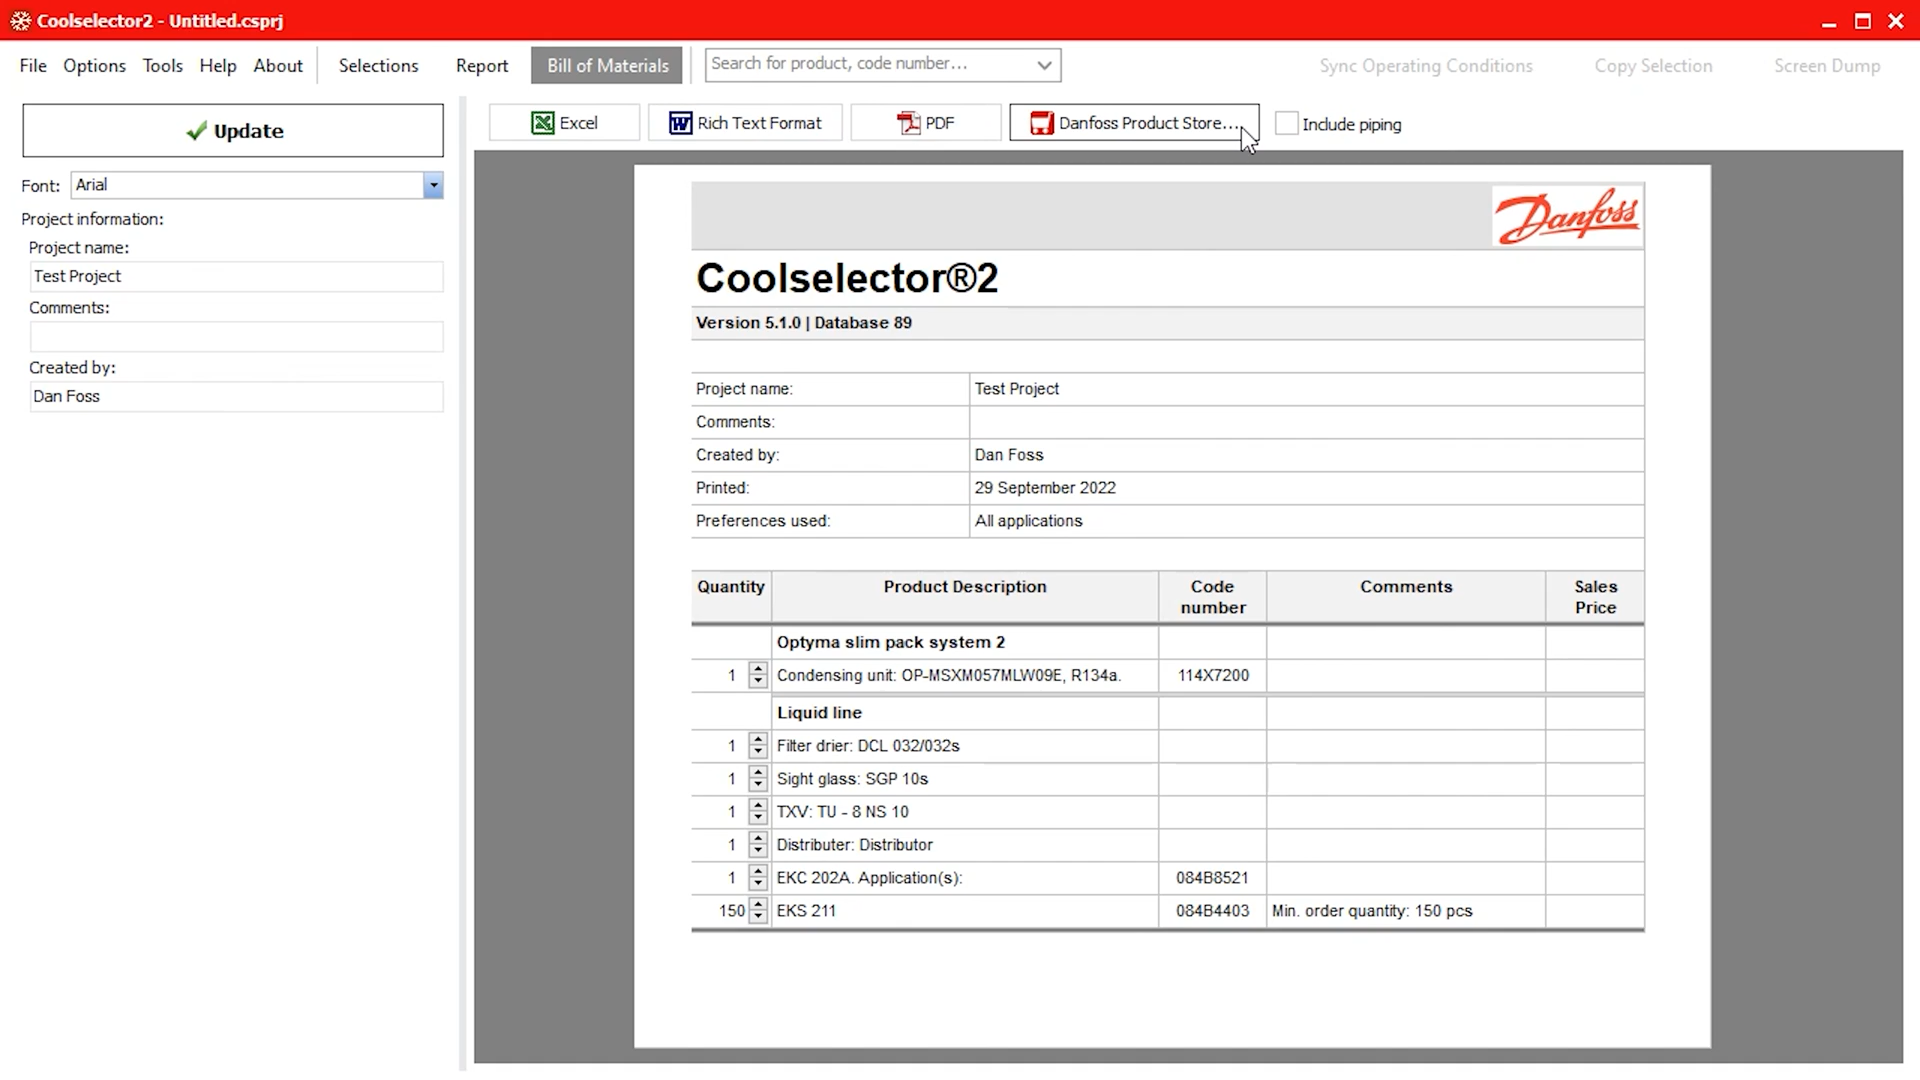 Coolselector2 - Untitled.csprj
File Options Tools Help About Selections Report Bill of Materials Search for product, code number... Sync Operating Conditions Copy Selection Screen Dump
Update
Excel Rich Text Format PDF Danfoss Product Store... Include piping
Font: Arial
Project information:
Project name:
Test Project
Comments:
Created by:
Dan Foss
Danfoss
Coolselector®2
Version 5.1.0 | Database 89
Project name: Test Project
Comments:
Created by: Dan Foss
Printed: 29 September 2022
Preferences used: All applications
Quantity Product Description Code number Comments Sales Price
Optyma slim pack system 2
1 Condensing unit: OP-MSXM057MLW09E, R134a. 114X7200
Liquid line
1 Filter drier: DCL 032/032s
1 Sight glass: SGP 10s
1 TXV: TU - 8 NS 10
1 Distributer: Distributor
1 EKC 202A. Application(s): 084B8521
150 EKS 211 084B4403 Min. order quantity: 150 pcs